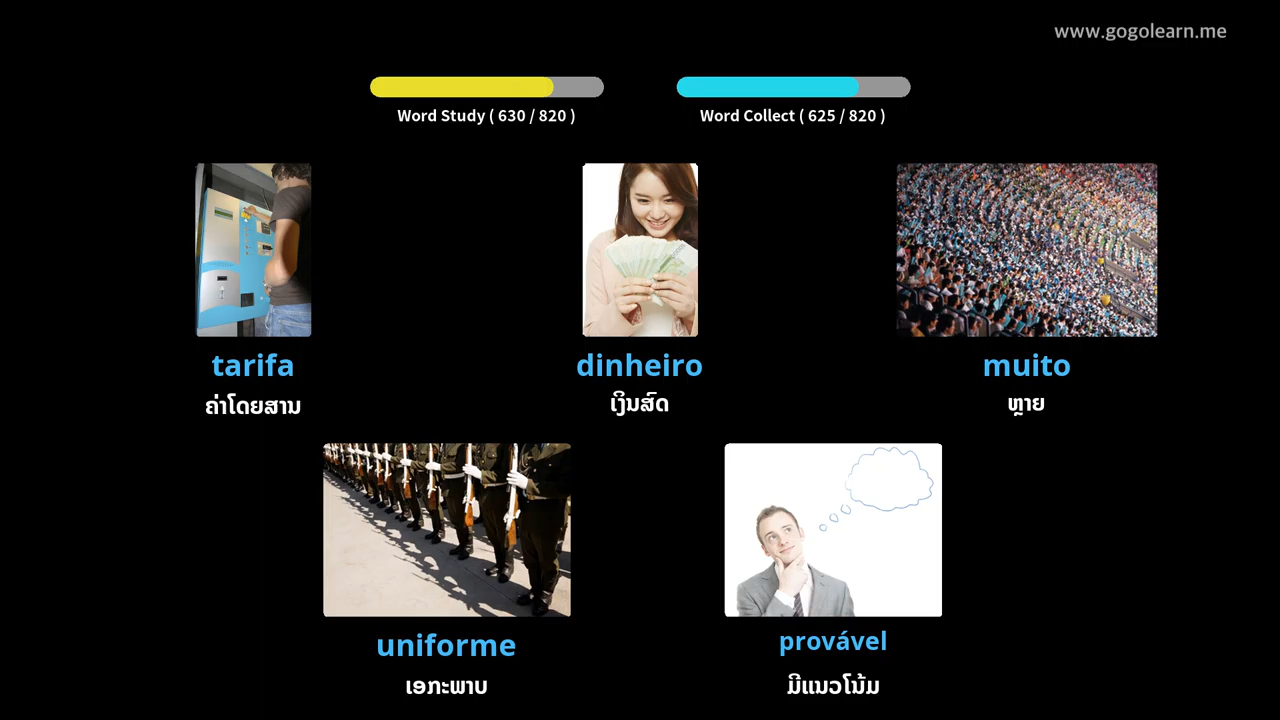 www.gogolearn.me
Word Study ( 630 / 820 )
Word Collect ( 625 / 820 )
tarifa
ຄ່າໂດຍສານ
dinheiro
ເງິນສົດ
muito
ຫຼາຍ
uniforme
ເອກະພາບ
provável
ມີແນວໂນ້ມ